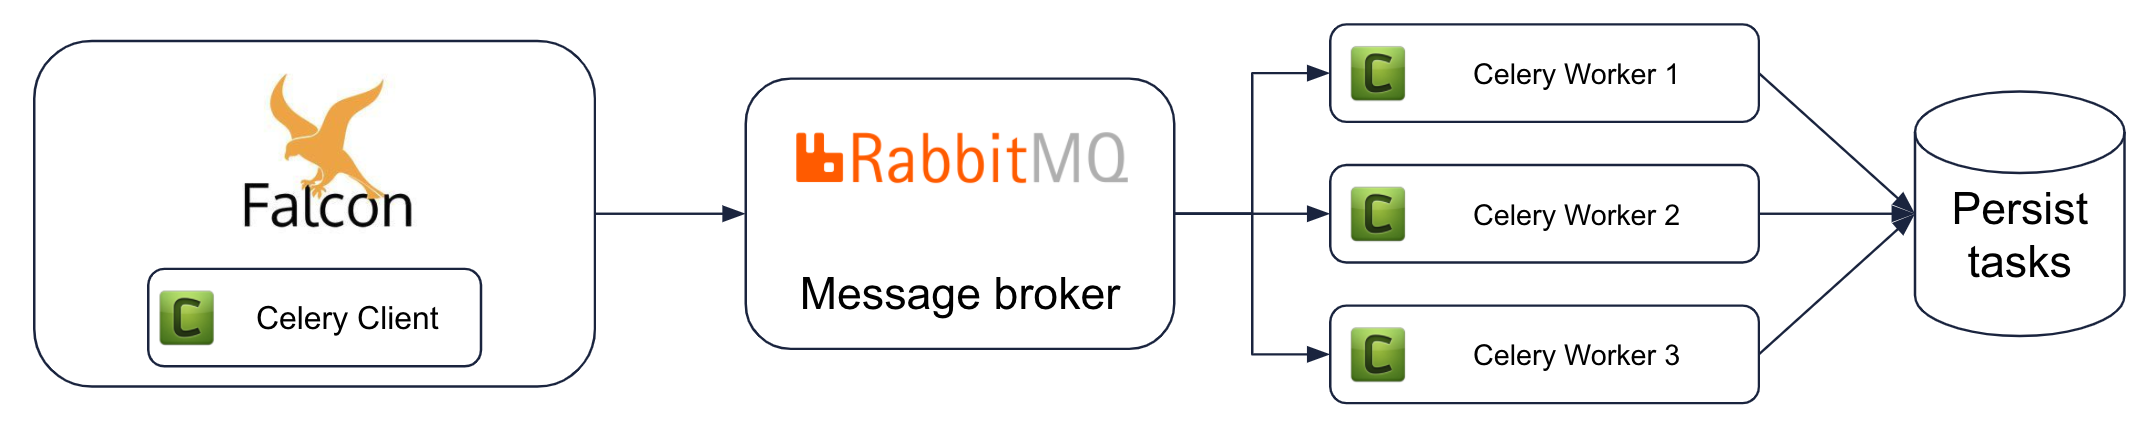 Falcon
C Celery Client
RabbitMQ
Message broker
C Celery Worker 1
C Celery Worker 2
C Celery Worker 3
Persist
tasks